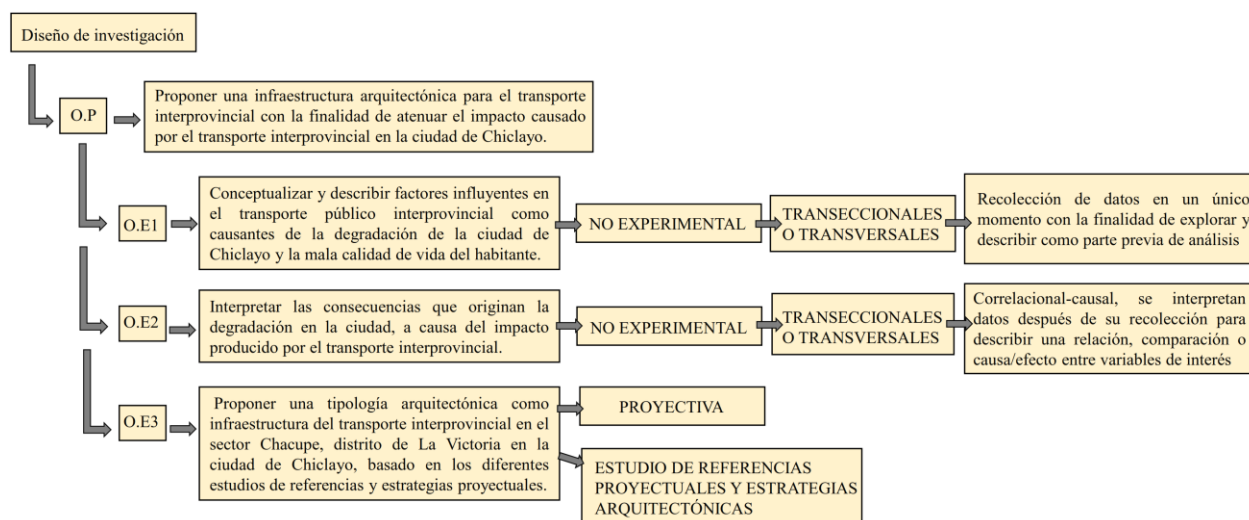 Diseño de investigación
O.P
Proponer una infraestructura arquitectónica para el transporte
interprovincial con la finalidad de atenuar el impacto causado
por el transporte interprovincial en la ciudad de Chiclayo.
O.E1
Conceptualizar y describir factores influyentes en
el transporte público interprovincial como
causantes de la degradación de la ciudad de
Chiclayo y la mala calidad de vida del habitante.
NO EXPERIMENTAL
TRANSECCIONALES
O TRANSVERSALES
Recolección de datos en un único
momento con la finalidad de explorar y
describir como parte previa de análisis
O.E2
Interpretar las consecuencias que originan la
degradación en la ciudad, a causa del impacto
producido por el transporte interprovincial.
NO EXPERIMENTAL
TRANSECCIONALES
O TRANSVERSALES
Correlacional-causal, se interpretan
datos después de su recolección para
describir una relación, comparación o
causa/efecto entre variables de interés
O.E3
Proponer una tipología arquitectónica como
infraestructura del transporte interprovincial en el
sector Chacupe, distrito de La Victoria en la
ciudad de Chiclayo, basado en los diferentes
estudios de referencias y estrategias proyectuales.
PROYECTIVA
ESTUDIO DE REFERENCIAS
PROYECTUALES Y ESTRATEGIAS
ARQUITECTÓNICAS